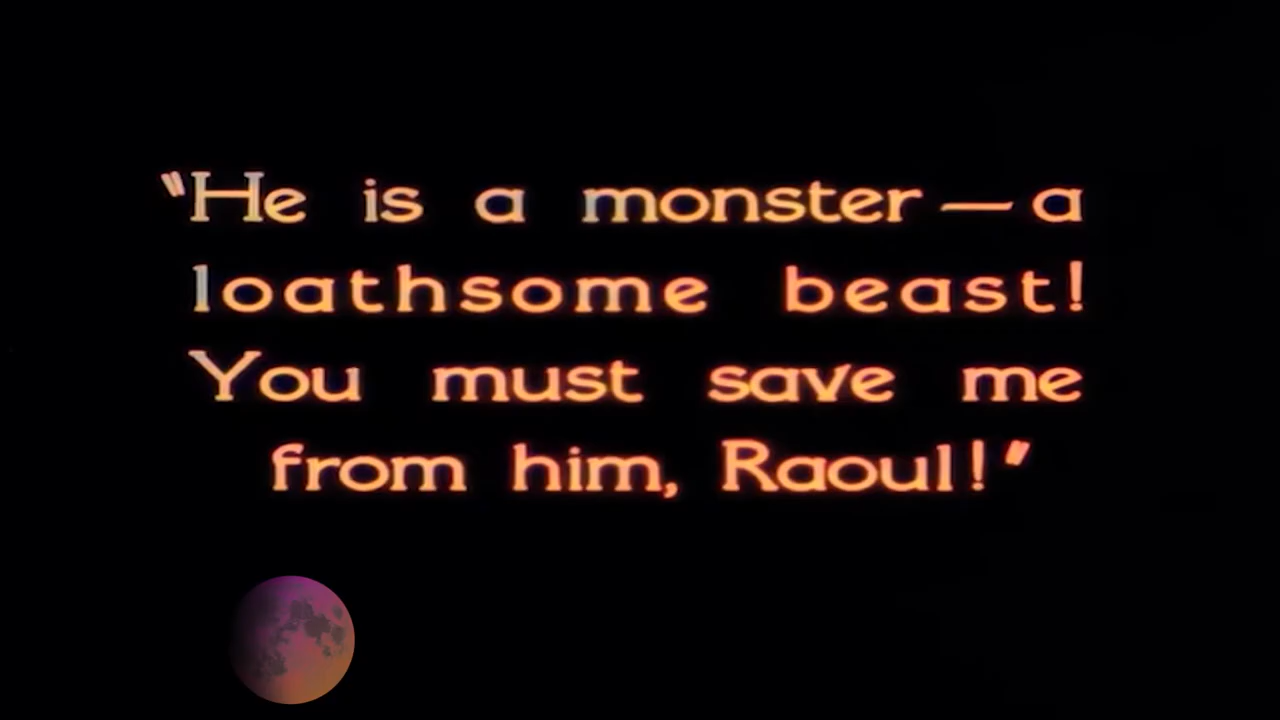 "He is a monster — a
loathsome beast!
You must save me
from him, Raoul!"